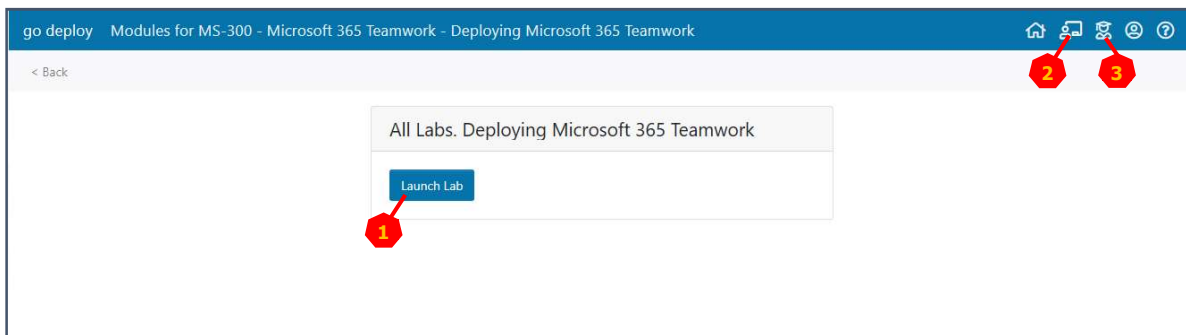 go deploy Modules for MS-300 - Microsoft 365 Teamwork - Deploying Microsoft 365 Teamwork
< Back
2
3
All Labs. Deploying Microsoft 365 Teamwork
Launch Lab
1